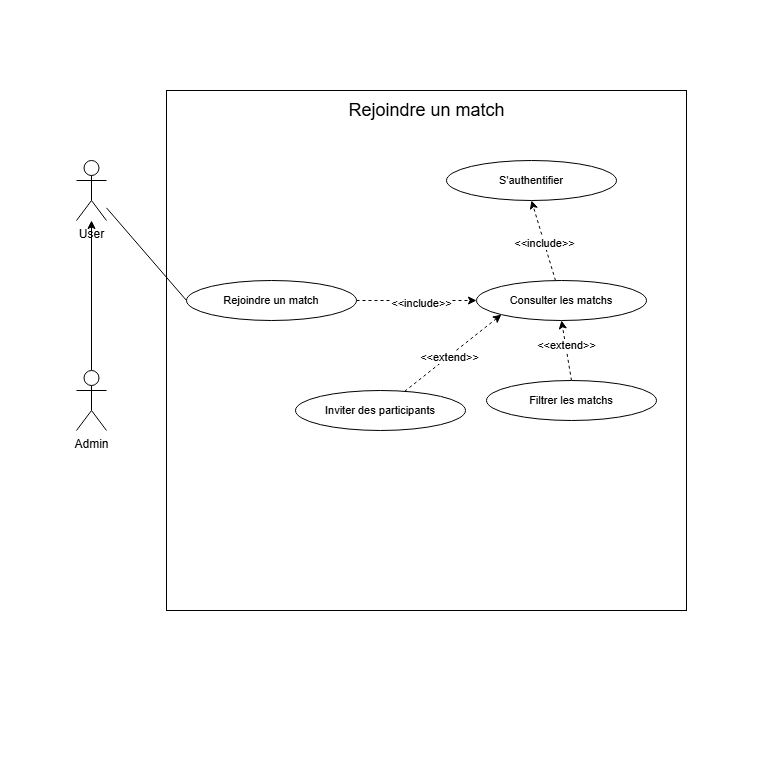 Rejoindre un match
S'authentifier
User
<<include>>
Rejoindre un match
<<include>>
Consulter les matchs
<<extend>>
<<extend>>
Inviter des participants
Filtrer les matchs
Admin